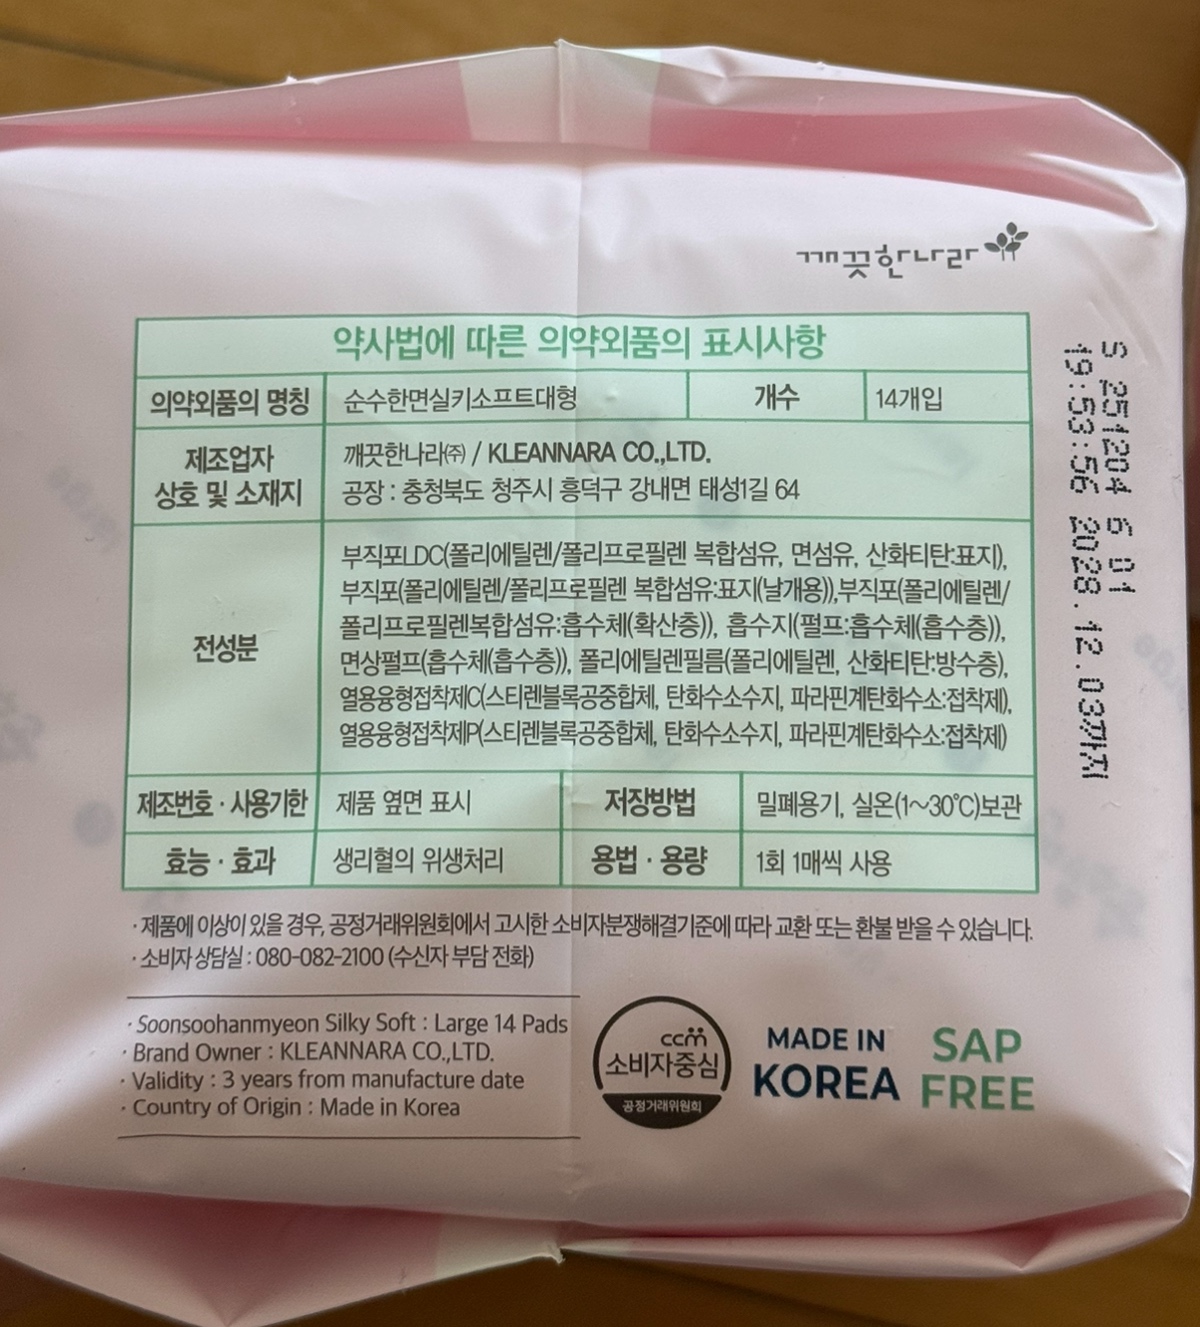 깨끗한나라
약사법에 따른 의약외품의 표시사항
의약외품의 명칭 순수한면실키소프트대형 개수 14개입
제조업자
상호 및 소재지
깨끗한나라㈜ / KLEANNARA CO.,LTD.
공장 : 충청북도 청주시 흥덕구 강내면 태성1길 64
전성분
부직포LDC(폴리에틸렌/폴리프로필렌 복합섬유, 면섬유, 산화티탄:표지),
부직포(폴리에틸렌/폴리프로필렌 복합섬유:표지(날개용)),부직포(폴리에틸렌/
폴리프로필렌복합섬유:흡수체(확산층)), 흡수지(펄프:흡수체(흡수층)),
면상펄프(흡수체(흡수층)), 폴리에틸렌필름(폴리에틸렌, 산화티탄:방수층),
열용융형접착제C(스티렌블록공중합체, 탄화수소수지, 파라핀계탄화수소:접착제),
열용융형접착제P(스티렌블록공중합체, 탄화수소수지, 파라핀계탄화수소:접착제)
제조번호 · 사용기한 제품 옆면 표시 저장방법 밀폐용기, 실온(1~30℃)보관
효능 · 효과 생리혈의 위생처리 용법 · 용량 1회 1매씩 사용
· 제품에 이상이 있을 경우, 공정거래위원회에서 고시한 소비자분쟁해결기준에 따라 교환 또는 환불 받을 수 있습니다.
· 소비자 상담실 : 080-082-2100 (수신자 부담 전화)
· Soonsoohanmyeon Silky Soft : Large 14 Pads
· Brand Owner : KLEANNARA CO.,LTD.
· Validity : 3 years from manufacture date
· Country of Origin : Made in Korea
ccm
소비자중심
공정거래위원회
MADE IN
KOREA
SAP
FREE
S 251204 6 01
19:53:56 2028.12.03까지